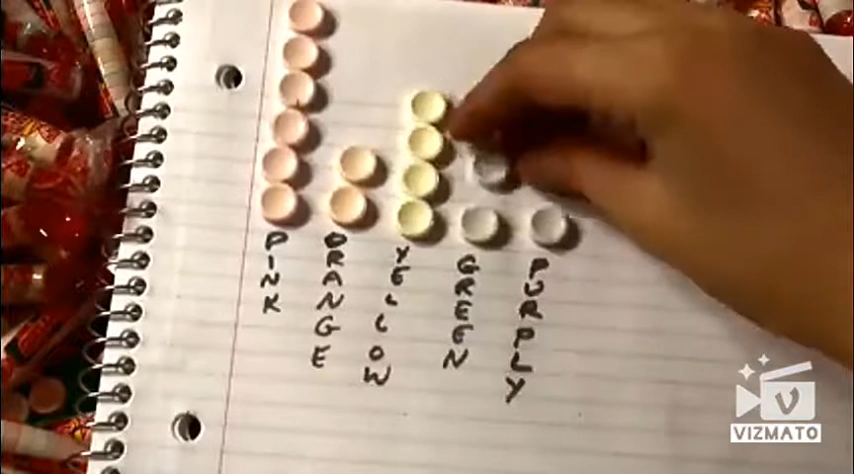 PINK
ORANGE
YELLOW
GREEN
PURPLY
V
VIZMATO